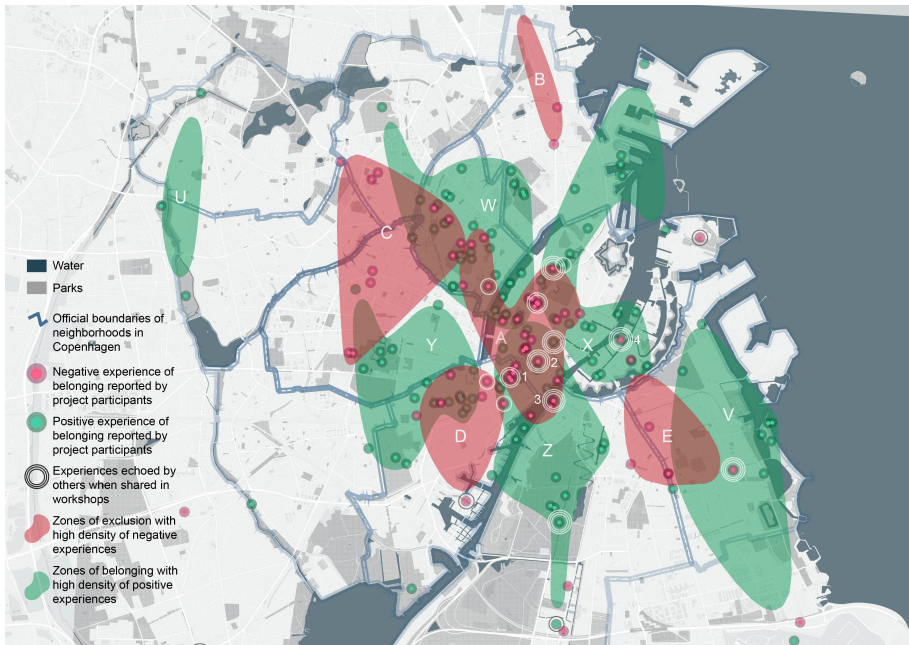 B
U
W
C
A
X
4
2
1
3
Y
D
E
V
Z
Water
Parks
Official boundaries of
neighborhoods in
Copenhagen
Negative experience of
belonging reported by
project participants
Positive experience of
belonging reported by
project participants
Experiences echoed by
others when shared in
workshops
Zones of exclusion with
high density of negative
experiences
Zones of belonging with
high density of positive
experiences